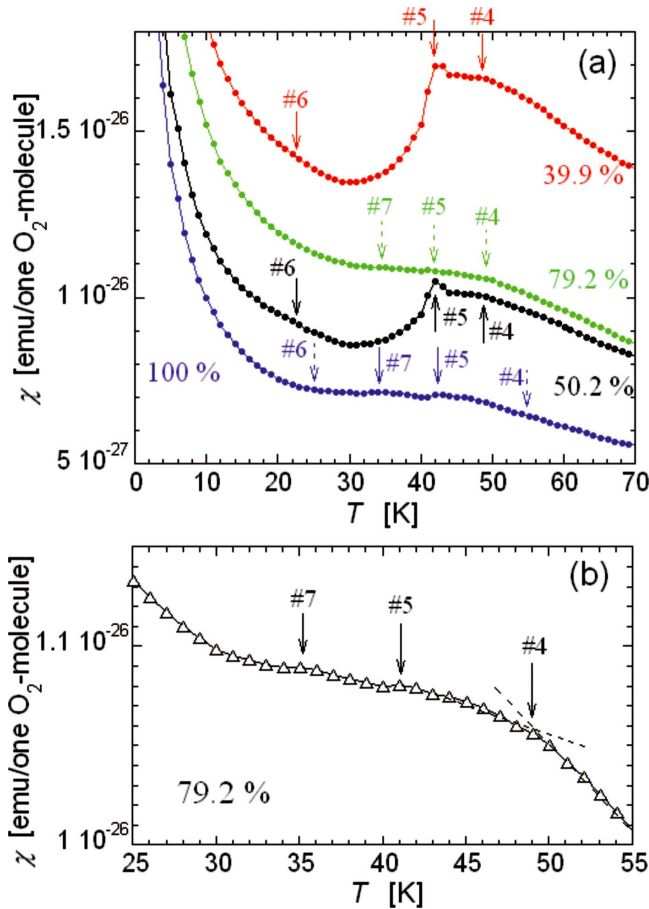 #5 #4
(a)
#6
1.5 10⁻²⁶
39.9 %
#7 #5 #4
79.2 %
#6
1 10⁻²⁶
#5 #4
50.2 %
100 %
#6 #7 #5 #4
5 10⁻²⁷
0 10 20 30 40 50 60 70
T [K]
χ [emu/one O₂-molecule]
(b)
#7 #5 #4
1.1 10⁻²⁶
79.2 %
1 10⁻²⁶
25 30 35 40 45 50 55
T [K]
χ [emu/one O₂-molecule]